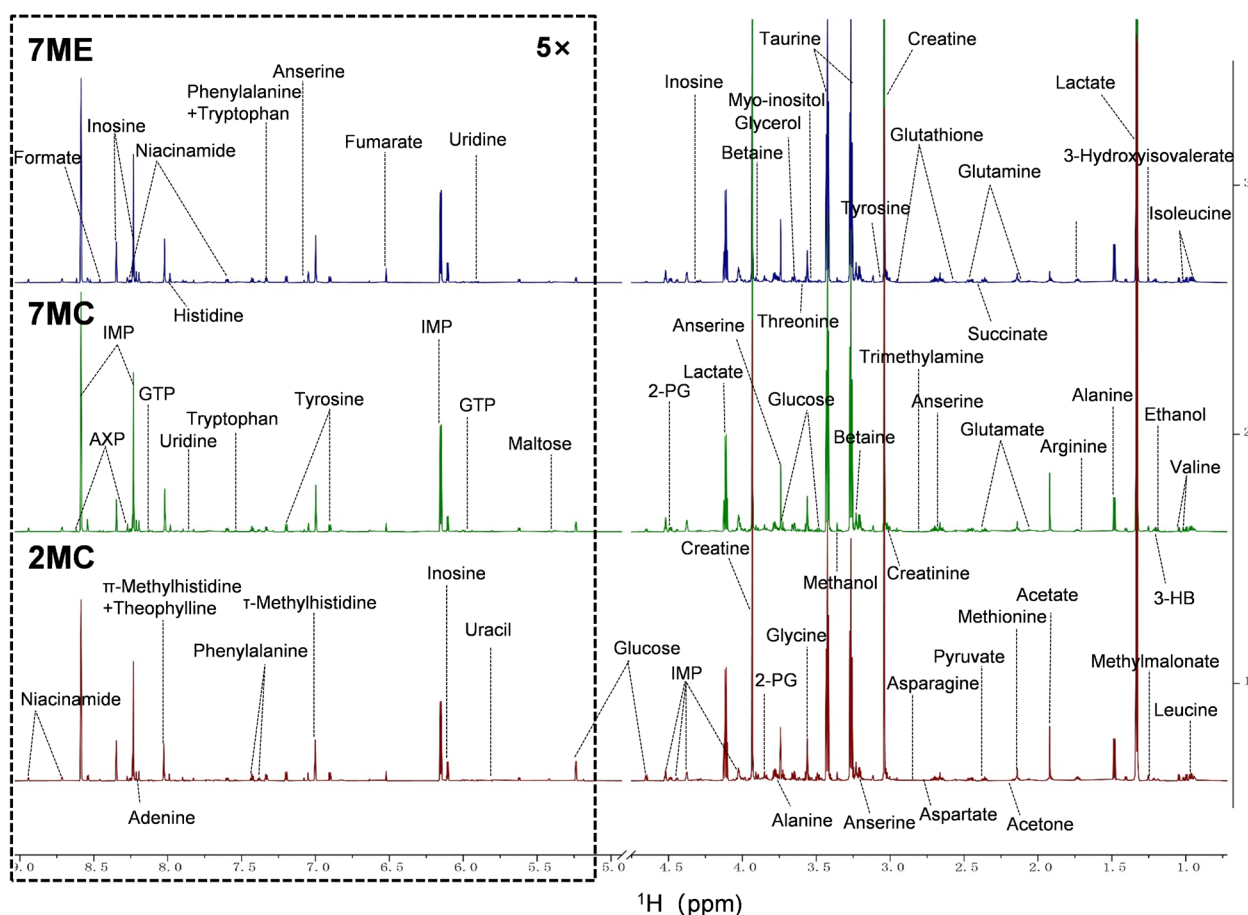 7ME
5×
Formate
Inosine
Niacinamide
Phenylalanine
+Tryptophan
Anserine
Fumarate
Uridine
Histidine
Inosine
Taurine
Creatine
Myo-inositol
Glycerol
Betaine
Tyrosine
Glutathione
Glutamine
Lactate
3-Hydroxyisovalerate
Isoleucine
Threonine
Succinate
3
7MC
IMP
AXP
GTP
Uridine
Tryptophan
Tyrosine
IMP
GTP
Maltose
2-PG
Anserine
Lactate
Glucose
Betaine
Trimethylamine
Anserine
Glutamate
Arginine
Alanine
Ethanol
Valine
Methanol
Creatinine
3-HB
2
2MC
π-Methylhistidine
+Theophylline
Niacinamide
Phenylalanine
τ-Methylhistidine
Inosine
Uracil
Adenine
Glucose
IMP
Creatine
2-PG
Glycine
Asparagine
Pyruvate
Methionine
Acetate
Methylmalonate
Leucine
Alanine
Anserine
Aspartate
Acetone
1
9.0 8.5 8.0 7.5 7.0 6.5 6.0 5.5 5.0 4.5 4.0 3.5 3.0 2.5 2.0 1.5 1.0
¹H (ppm)